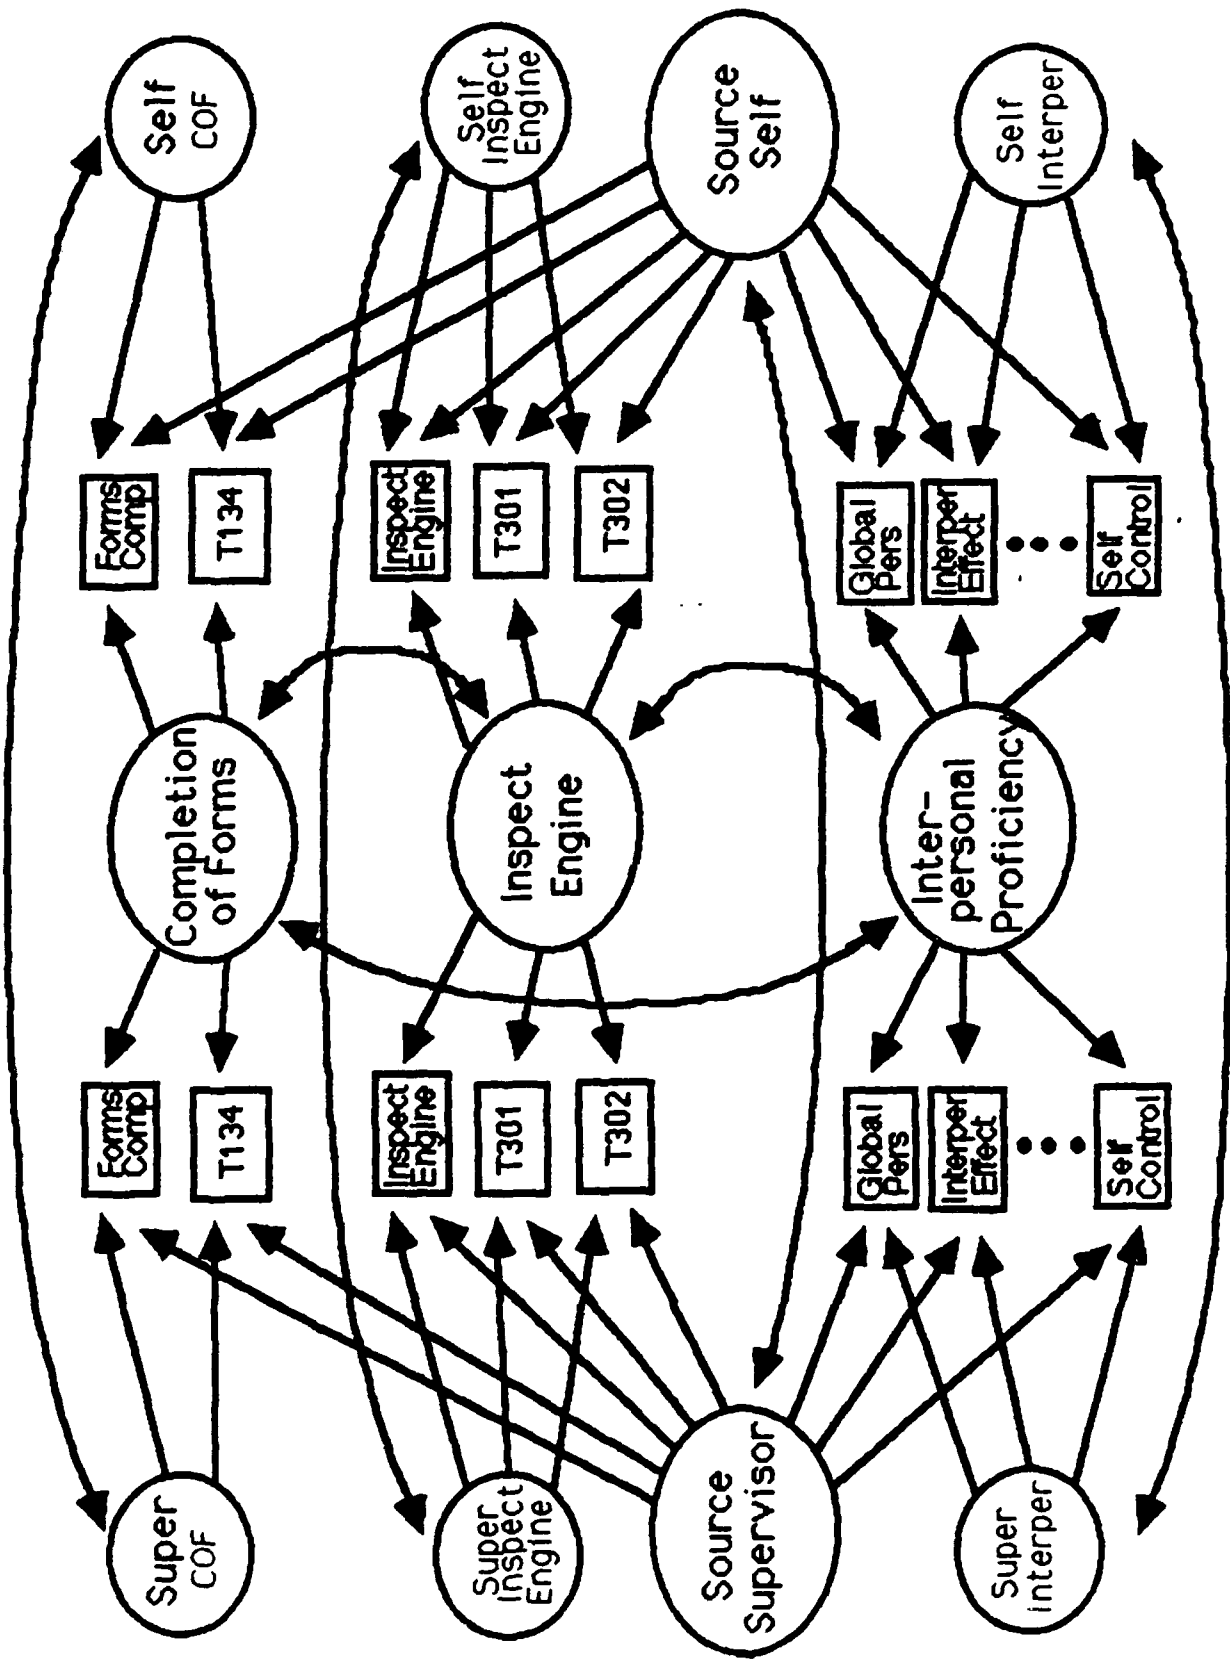 Super
COF
Forms
Comp
T134
Completion
of Forms
Forms
Comp
T134
Self
COF
Super
Inspect
Engine
Inspect
Engine
T301
T302
Inspect
Engine
Inspect
Engine
T301
T302
Self
Inspect
Engine
Source
Supervisor
Source
Self
Super
interper
Global
Pers
Interper
Effect
Self
Control
Inter-
personal
Proficiency
Global
Pers
Interper
Effect
Self
Control
Self
Interper